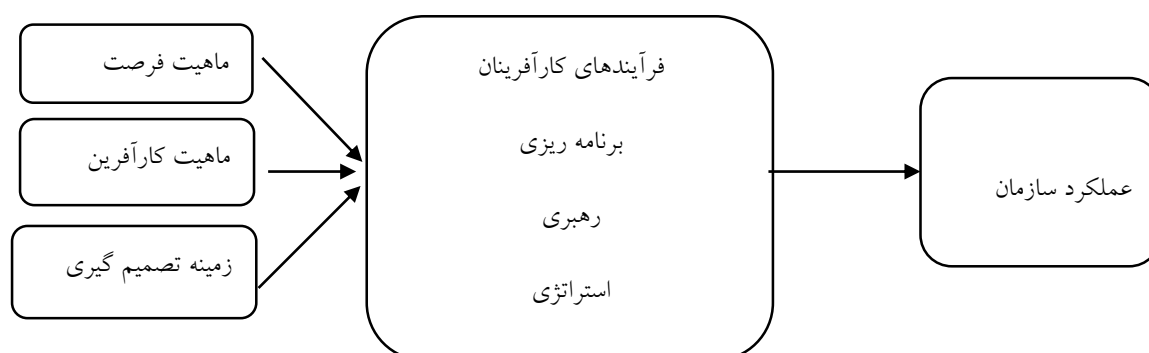 ماهیت فرصت
ماهیت کارآفرین
زمینه تصمیم گیری
فرآیندهای کارآفرینان
برنامه ریزی
رهبری
استراتژی
عملکرد سازمان